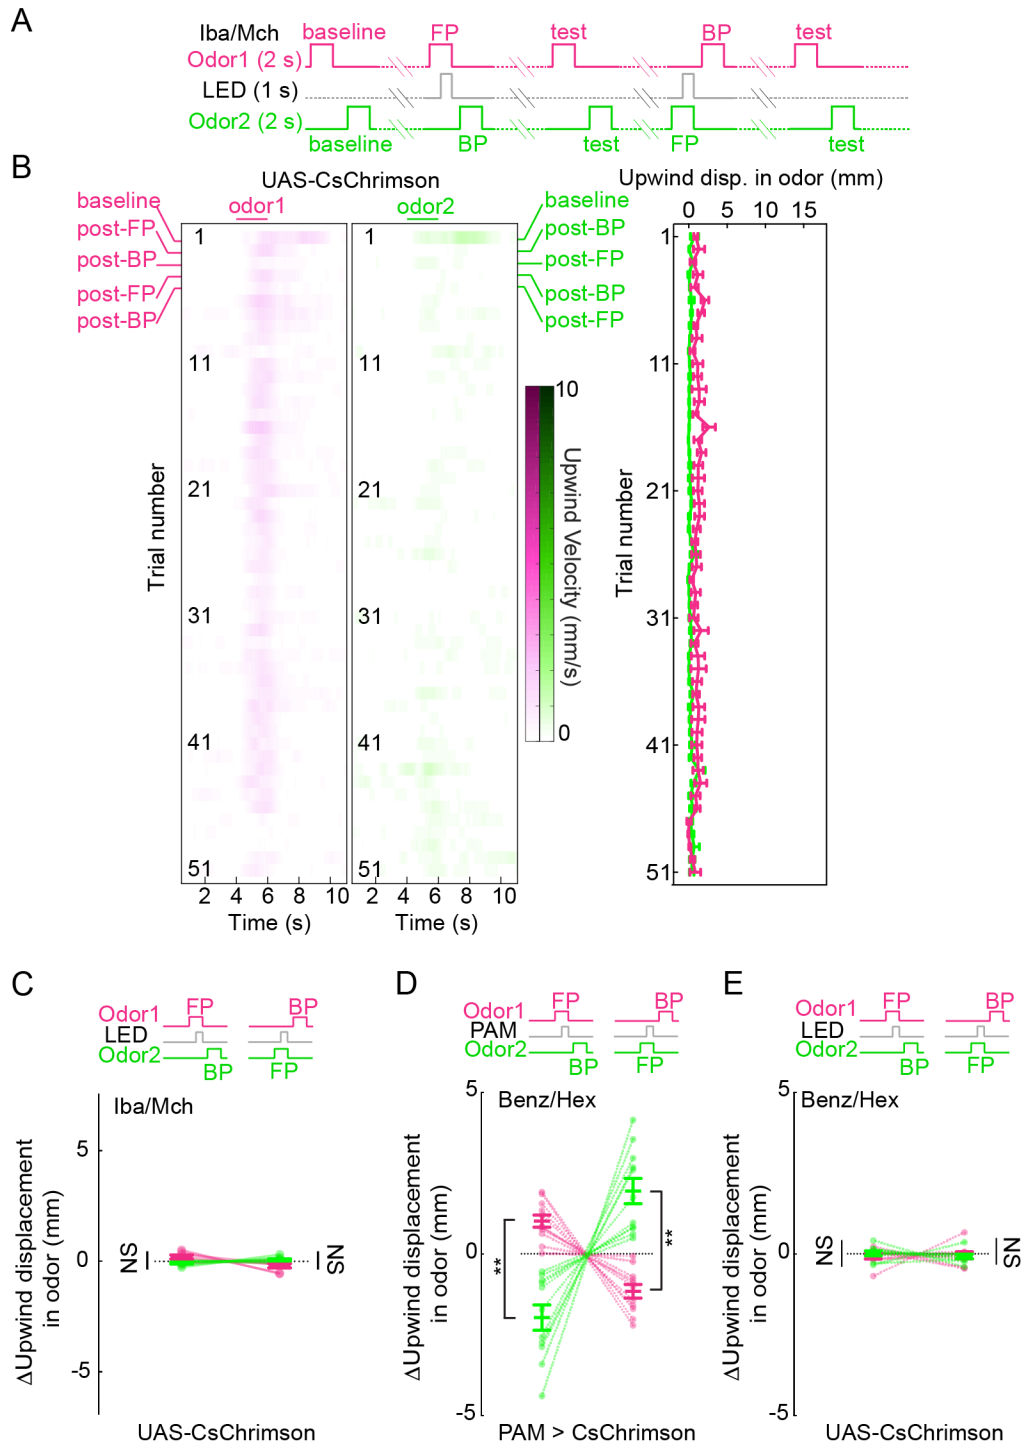 A
Iba/Mch
baseline
FP
test
BP
test
Odor1 (2 s)
LED (1 s)
Odor2 (2 s)
baseline
BP
test
FP
test
B
UAS-CsChrimson
Upwind disp. in odor (mm)
odor1
odor2
0 5 10 15
baseline
post-FP
post-BP
post-FP
post-BP
baseline
post-BP
post-FP
post-BP
post-FP
Trial number
1
11
21
31
41
51
1
11
21
31
41
51
2 4 6 8 10
Time (s)
2 4 6 8 10
Time (s)
10
0
Upwind Velocity (mm/s)
Trial number
1
11
21
31
41
51
C
FP
BP
Odor1
LED
Odor2
BP
FP
Iba/Mch
ΔUpwind displacement
in odor (mm)
5
0
-5
NS
NS
UAS-CsChrimson
D
FP
BP
Odor1
PAM
Odor2
BP
FP
Benz/Hex
ΔUpwind displacement
in odor (mm)
5
0
-5
**
**
PAM > CsChrimson
E
FP
BP
Odor1
LED
Odor2
BP
FP
Benz/Hex
ΔUpwind displacement
in odor (mm)
5
0
-5
NS
NS
UAS-CsChrimson